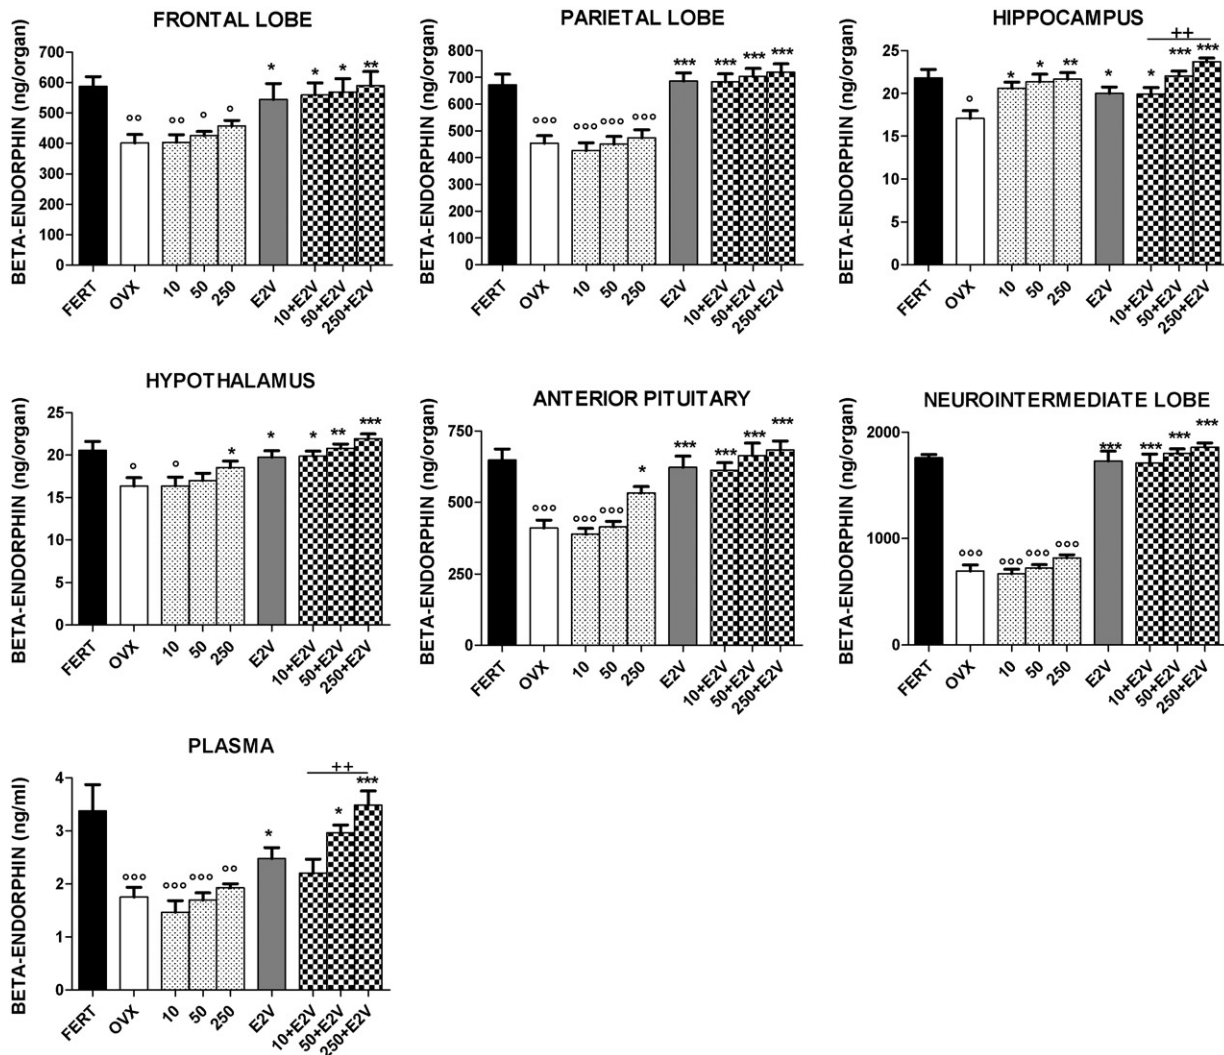 FRONTAL LOBE
BETA-ENDORPHIN (ng/organ)
700
600
500
400
300
200
100
0
°° °° ° ° * * * **
FERT OVX 10 50 250 E2V 10+E2V 50+E2V 250+E2V
PARIETAL LOBE
BETA-ENDORPHIN (ng/organ)
800
700
600
500
400
300
200
100
0
°°° °°° °°° °°° *** *** *** ***
FERT OVX 10 50 250 E2V 10+E2V 50+E2V 250+E2V
HIPPOCAMPUS
BETA-ENDORPHIN (ng/organ)
25
20
15
10
5
0
++
° * * ** * * *** ***
FERT OVX 10 50 250 E2V 10+E2V 50+E2V 250+E2V
HYPOTHALAMUS
BETA-ENDORPHIN (ng/organ)
25
20
15
10
5
0
° ° * * * ** ***
FERT OVX 10 50 250 E2V 10+E2V 50+E2V 250+E2V
ANTERIOR PITUITARY
BETA-ENDORPHIN (ng/organ)
750
500
250
0
°°° °°° °°° * *** *** *** ***
FERT OVX 10 50 250 E2V 10+E2V 50+E2V 250+E2V
NEUROINTERMEDIATE LOBE
BETA-ENDORPHIN (ng/organ)
2000
1000
0
°°° °°° °°° °°° *** *** *** ***
FERT OVX 10 50 250 E2V 10+E2V 50+E2V 250+E2V
PLASMA
BETA-ENDORPHIN (ng/ml)
4
3
2
1
0
++
°°° °°° °°° °° * * ***
FERT OVX 10 50 250 E2V 10+E2V 50+E2V 250+E2V